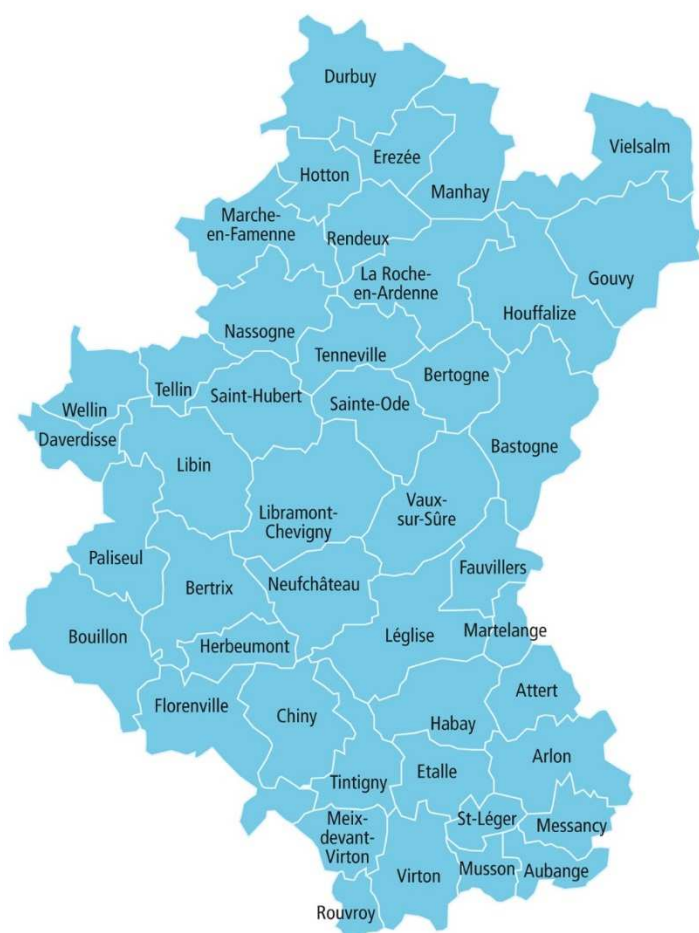 Durbuy
Vielsalm
Erezée
Hotton
Manhay
Marche-
en-Famenne
Rendeux
La Roche-
en-Ardenne
Gouvy
Houffalize
Nassogne
Tenneville
Bertogne
Tellin
Saint-Hubert
Sainte-Ode
Wellin
Daverdisse
Bastogne
Libin
Vaux-
sur-Sûre
Libramont-
Chevigny
Paliseul
Fauvillers
Bertrix
Neufchâteau
Bouillon
Herbeumont
Léglise
Martelange
Attert
Florenville
Chiny
Habay
Arlon
Etalle
Tintigny
Meix-
devant-
Virton
St-Léger
Messancy
Virton
Musson
Aubange
Rouvroy